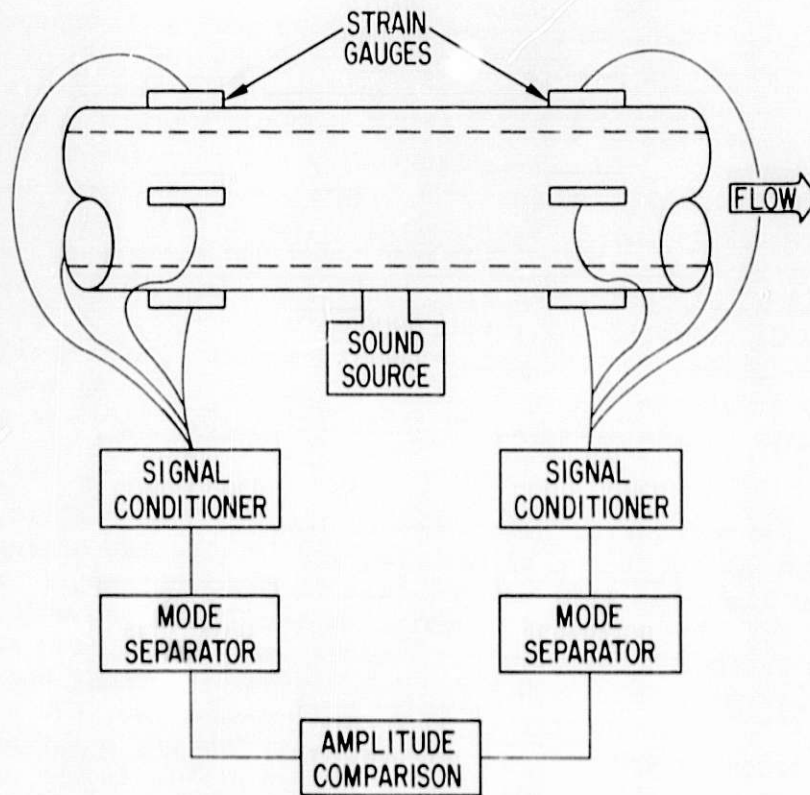 STRAIN
GAUGES
FLOW
SOUND
SOURCE
SIGNAL
CONDITIONER
SIGNAL
CONDITIONER
MODE
SEPARATOR
MODE
SEPARATOR
AMPLITUDE
COMPARISON